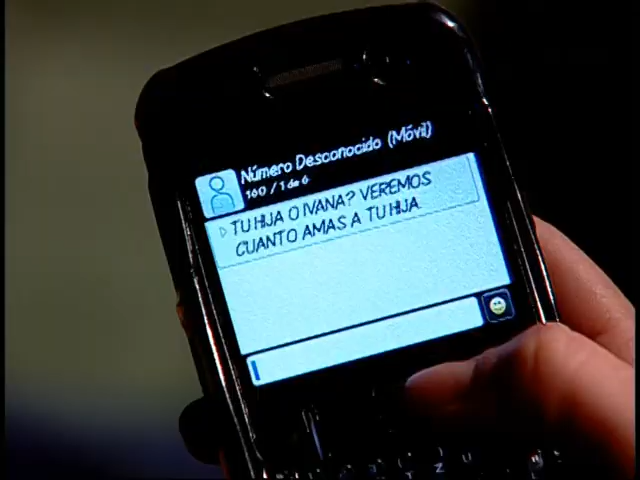 Número Desconocido (Móvil)
160 / 1 de 6
TU HIJA O IVANA? VEREMOS
CUANTO AMAS A TU HIJA.